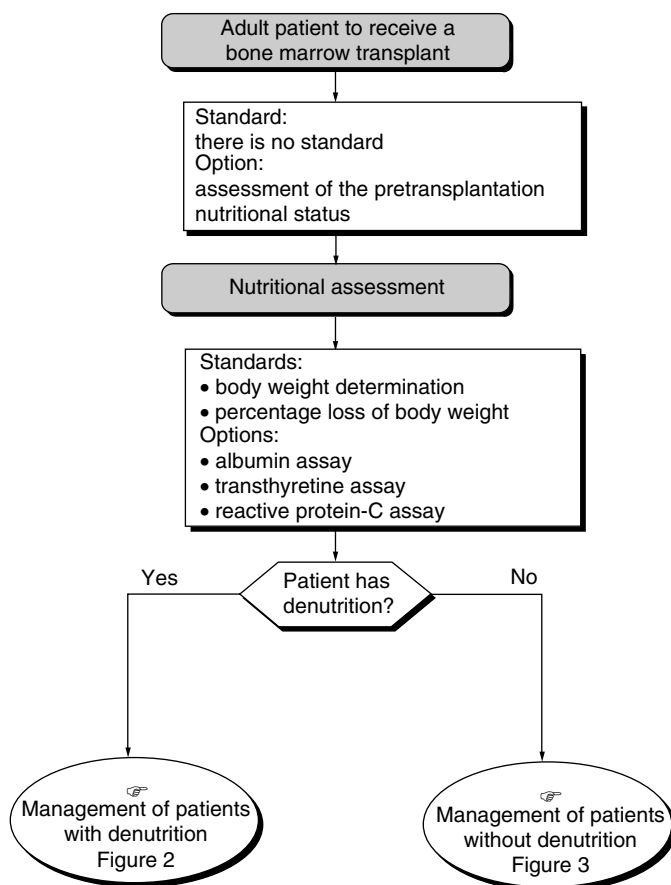 Adult patient to receive a
bone marrow transplant
Standard:
there is no standard
Option:
assessment of the pretransplantation
nutritional status
Nutritional assessment
Standards:
• body weight determination
• percentage loss of body weight
Options:
• albumin assay
• transthyretine assay
• reactive protein-C assay
Patient has
denutrition?
Yes
No
☞
Management of patients
with denutrition
Figure 2
☞
Management of patients
without denutrition
Figure 3